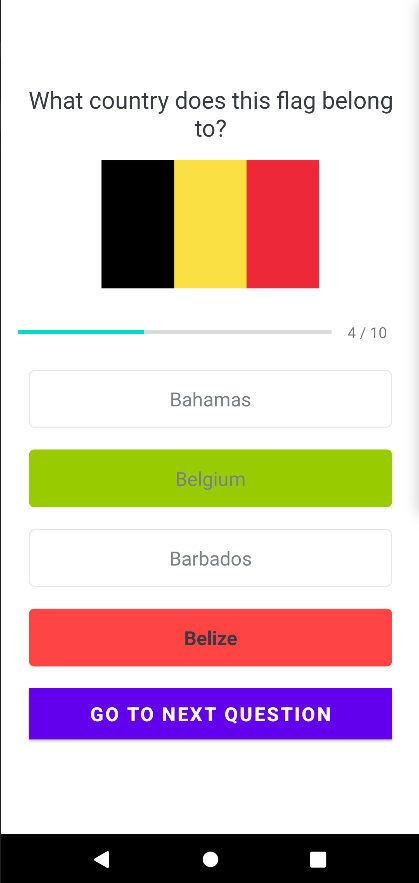 What country does this flag belong
to?
4 / 10
Bahamas
Belgium
Barbados
Belize
GO TO NEXT QUESTION